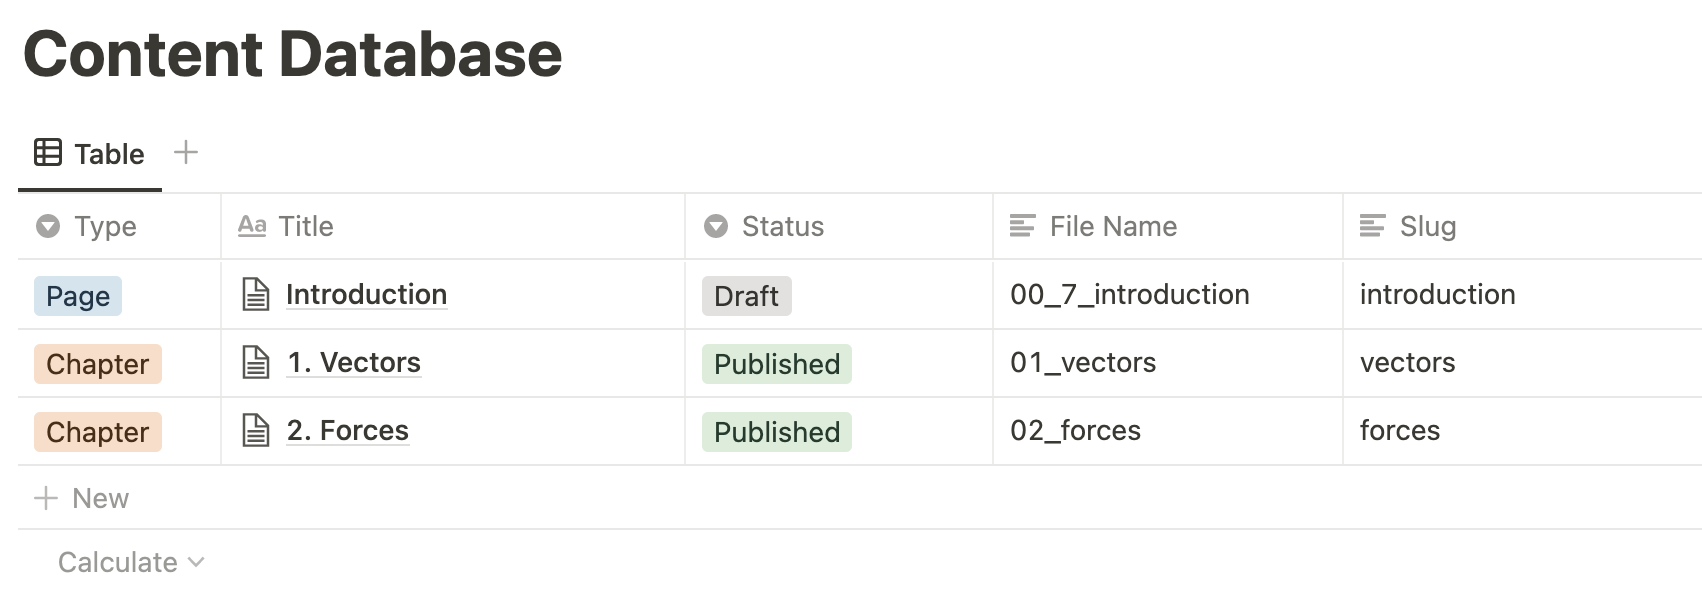 Content Database
Table
Type Aa Title Status File Name Slug
Page Introduction Draft 00_7_introduction introduction
Chapter 1. Vectors Published 01_vectors vectors
Chapter 2. Forces Published 02_forces forces
New
Calculate